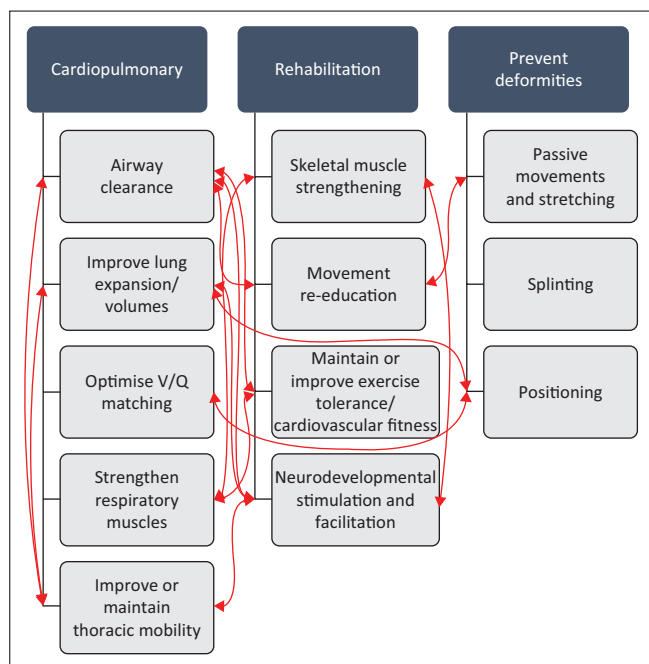 Cardiopulmonary
Airway
clearance
Improve lung
expansion/
volumes
Optimise V/Q
matching
Strengthen
respiratory
muscles
Improve or
maintain
thoracic mobility
Rehabilitation
Skeletal muscle
strengthening
Movement
re-education
Maintain or
improve exercise
tolerance/
cardiovascular fitness
Neurodevelopmental
stimulation and
facilitation
Prevent
deformities
Passive
movements
and stretching
Splinting
Positioning